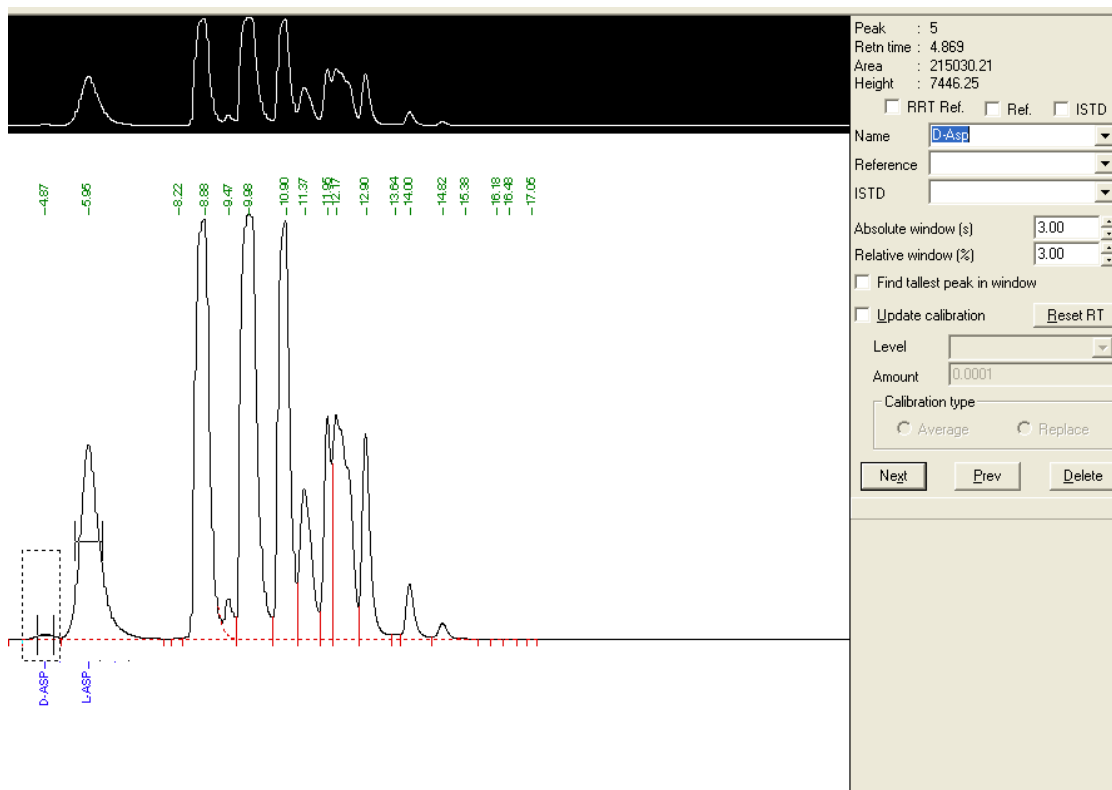 Peak : 5
Retn time : 4.869
Area : 215030.21
Height : 7446.25
RRT Ref. Ref. ISTD
Name D-Asp
Reference
ISTD
Absolute window (s) 3.00
Relative window (%) 3.00
Find tallest peak in window
Update calibration Reset RT
Level
Amount 0.0001
Calibration type
Average Replace
Next Prev Delete
4.87
5.95
8.22
8.88
9.47
9.98
10.90
11.37
11.95
12.17
12.90
13.64
14.00
14.82
15.38
16.18
16.48
17.05
D-ASP
L-ASP